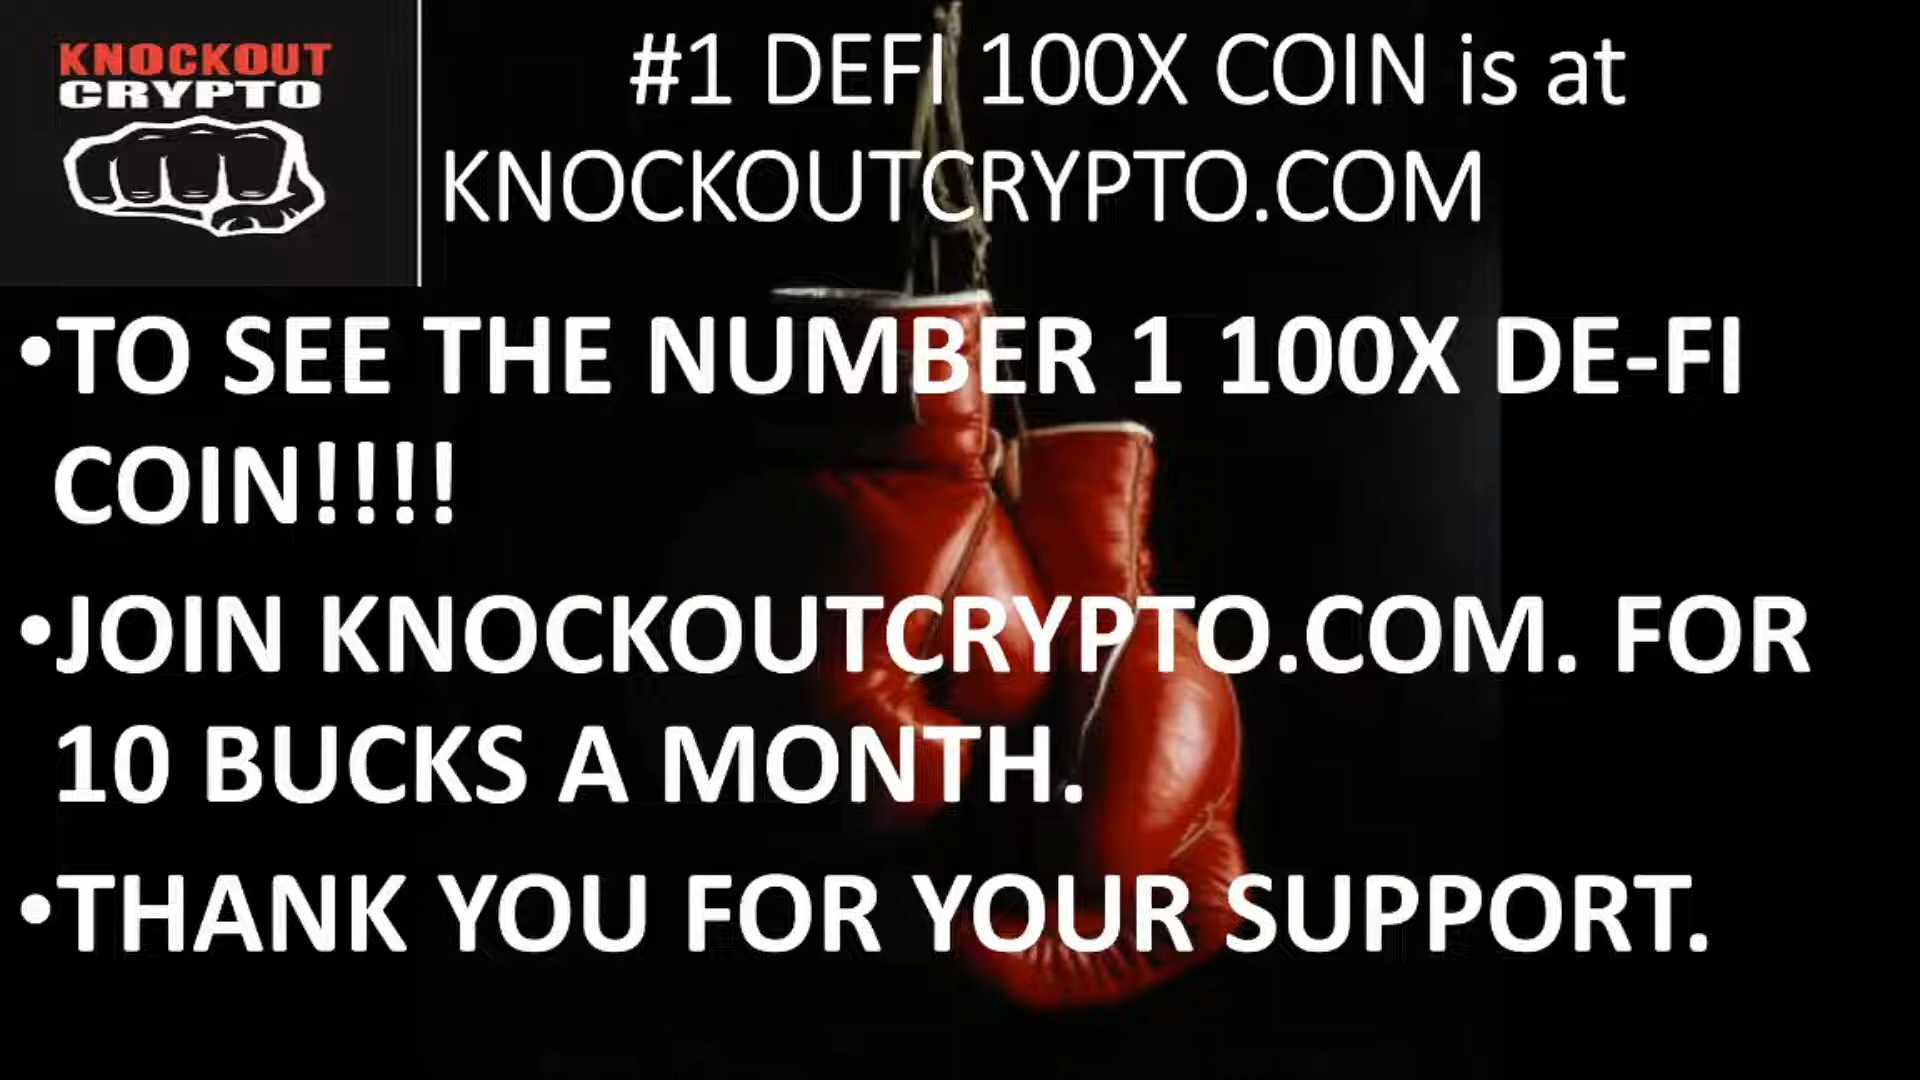 KNOCKOUT
CRYPTO
#1 DEFI 100X COIN is at
KNOCKOUTCRYPTO.COM
•TO SEE THE NUMBER 1 100X DE-FI
COIN!!!!
•JOIN KNOCKOUTCRYPTO.COM. FOR
10 BUCKS A MONTH.
•THANK YOU FOR YOUR SUPPORT.